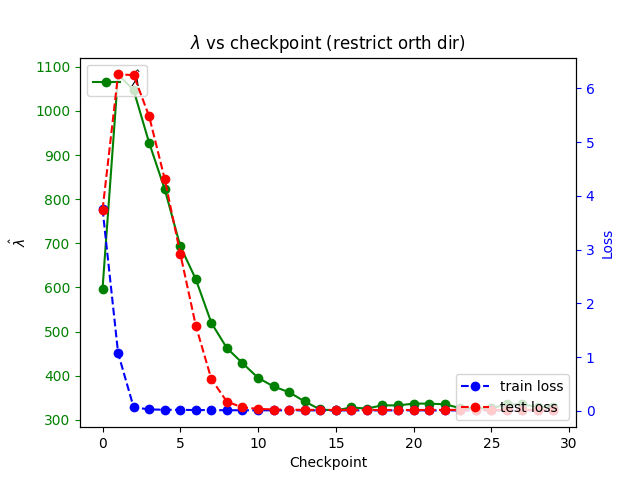 λ vs checkpoint (restrict orth dir)
1100
1000
900
800
700
600
500
400
300
λ̂
6
5
4
3
2
1
0
Loss
train loss
test loss
0 5 10 15 20 25 30
Checkpoint